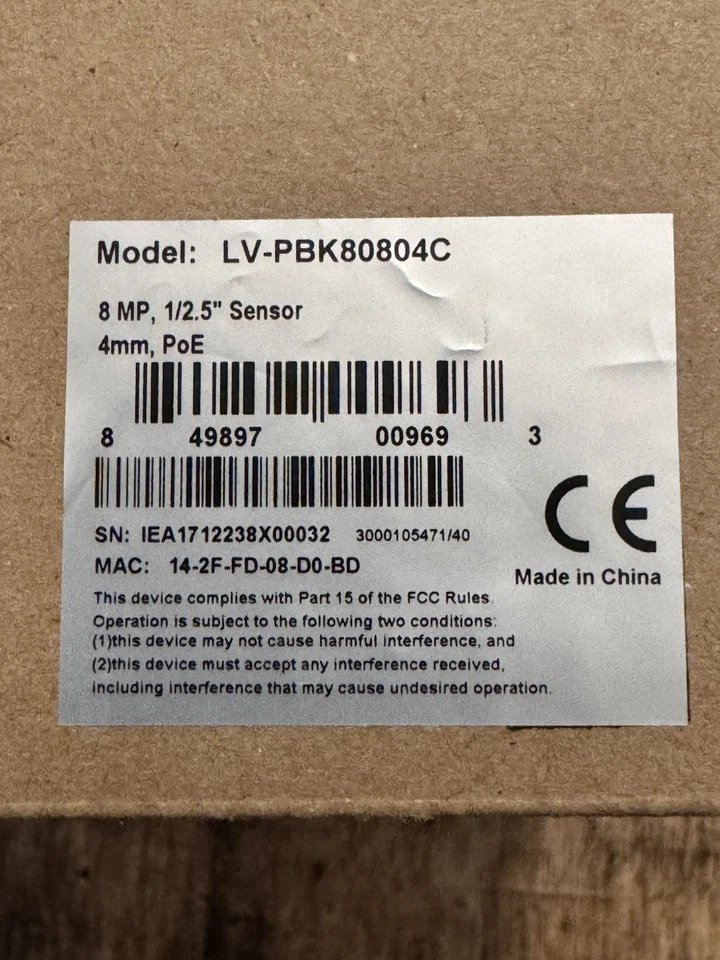 Model: LV-PBK80804C
8 MP, 1/2.5" Sensor
4mm, PoE
8 49897 00969 3
SN: IEA1712238X00032 3000105471/40
MAC: 14-2F-FD-08-D0-BD
CE
Made in China
This device complies with Part 15 of the FCC Rules.
Operation is subject to the following two conditions:
(1)this device may not cause harmful interference, and
(2)this device must accept any interference received,
including interference that may cause undesired operation.